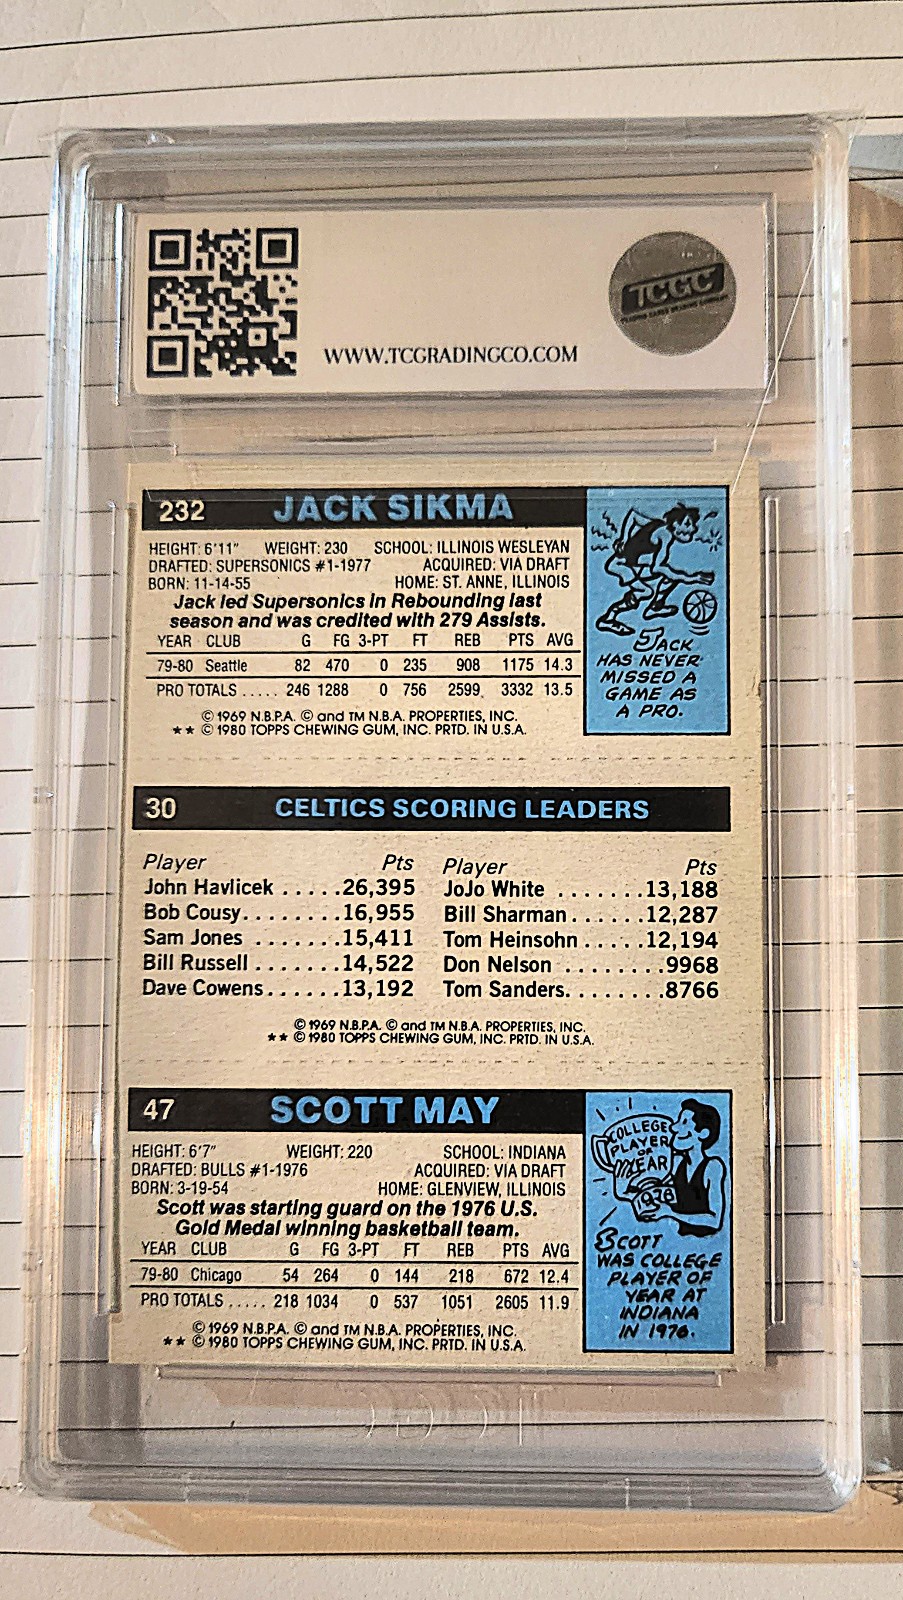 TCGC
WWW.TCGRADINGCO.COM
232 JACK SIKMA
HEIGHT: 6'11" WEIGHT: 230 SCHOOL: ILLINOIS WESLEYAN
DRAFTED: SUPERSONICS #1-1977 ACQUIRED: VIA DRAFT
BORN: 11-14-55 HOME: ST. ANNE, ILLINOIS
Jack led Supersonics in Rebounding last
season and was credited with 279 Assists.
YEAR CLUB G FG 3-PT FT REB PTS AVG
79-80 Seattle 82 470 0 235 908 1175 14.3
PRO TOTALS ..... 246 1288 0 756 2599 3332 13.5
© 1969 N.B.P.A. © and TM N.B.A. PROPERTIES, INC.
★★ © 1980 TOPPS CHEWING GUM, INC. PRTD. IN U.S.A.
JACK
HAS NEVER
MISSED A
GAME AS
A PRO.
30 CELTICS SCORING LEADERS
Player Pts Player Pts
John Havlicek .....26,395 JoJo White .......13,188
Bob Cousy........16,955 Bill Sharman......12,287
Sam Jones .......15,411 Tom Heinsohn .....12,194
Bill Russell .......14,522 Don Nelson ........9968
Dave Cowens......13,192 Tom Sanders........8766
© 1969 N.B.P.A. © and TM N.B.A. PROPERTIES, INC.
★★ © 1980 TOPPS CHEWING GUM, INC. PRTD. IN U.S.A.
47 SCOTT MAY
HEIGHT: 6'7" WEIGHT: 220 SCHOOL: INDIANA
DRAFTED: BULLS #1-1976 ACQUIRED: VIA DRAFT
BORN: 3-19-54 HOME: GLENVIEW, ILLINOIS
Scott was starting guard on the 1976 U.S.
Gold Medal winning basketball team.
YEAR CLUB G FG 3-PT FT REB PTS AVG
79-80 Chicago 54 264 0 144 218 672 12.4
PRO TOTALS ..... 218 1034 0 537 1051 2605 11.9
© 1969 N.B.P.A. © and TM N.B.A. PROPERTIES, INC.
★★ © 1980 TOPPS CHEWING GUM, INC. PRTD. IN U.S.A.
COLLEGE
PLAYER
OF
YEAR
1976
SCOTT
WAS COLLEGE
PLAYER OF
YEAR AT
INDIANA
IN 1976.